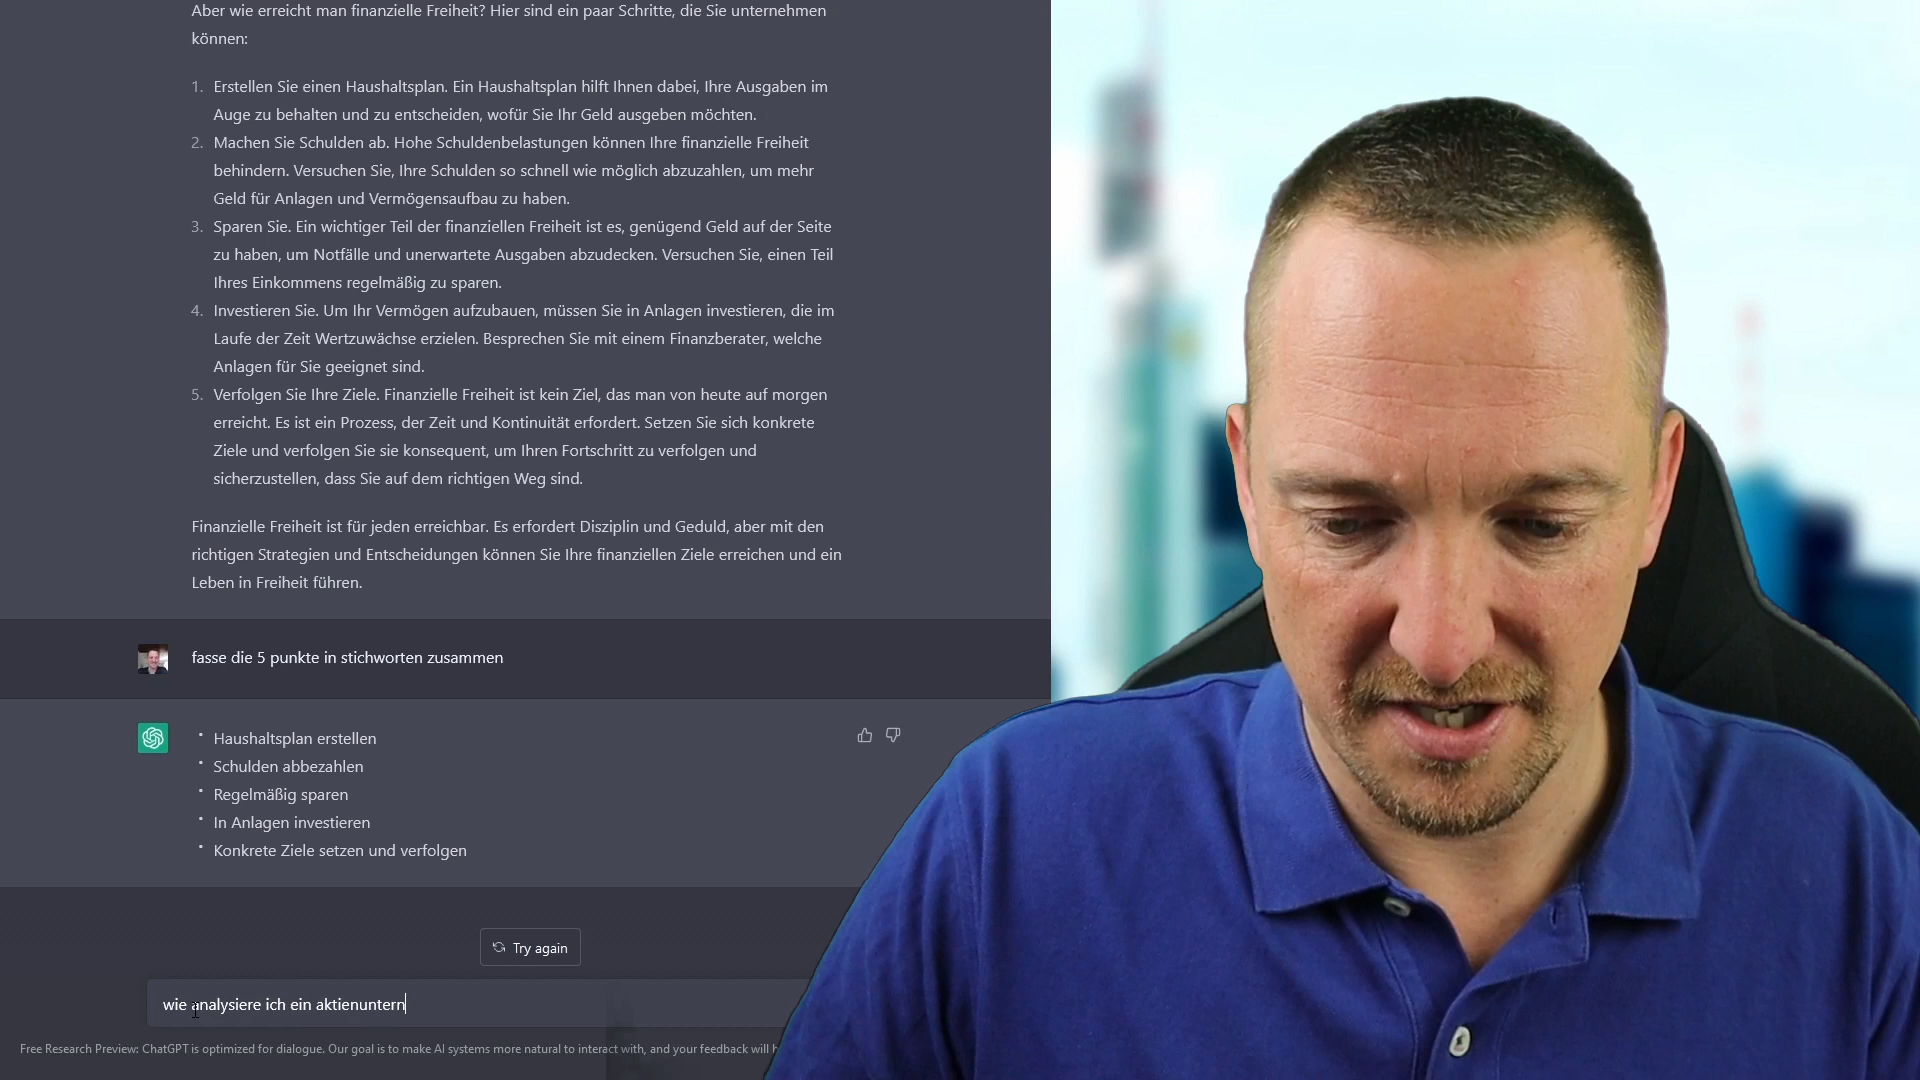 Aber wie erreicht man finanzielle Freiheit? Hier sind ein paar Schritte, die Sie unternehmen
können:
1. Erstellen Sie einen Haushaltsplan. Ein Haushaltsplan hilft Ihnen dabei, Ihre Ausgaben im
Auge zu behalten und zu entscheiden, wofür Sie Ihr Geld ausgeben möchten.
2. Machen Sie Schulden ab. Hohe Schuldenbelastungen können Ihre finanzielle Freiheit
behindern. Versuchen Sie, Ihre Schulden so schnell wie möglich abzuzahlen, um mehr
Geld für Anlagen und Vermögensaufbau zu haben.
3. Sparen Sie. Ein wichtiger Teil der finanziellen Freiheit ist es, genügend Geld auf der Seite
zu haben, um Notfälle und unerwartete Ausgaben abzudecken. Versuchen Sie, einen Teil
Ihres Einkommens regelmäßig zu sparen.
4. Investieren Sie. Um Ihr Vermögen aufzubauen, müssen Sie in Anlagen investieren, die im
Laufe der Zeit Wertzuwächse erzielen. Besprechen Sie mit einem Finanzberater, welche
Anlagen für Sie geeignet sind.
5. Verfolgen Sie Ihre Ziele. Finanzielle Freiheit ist kein Ziel, das man von heute auf morgen
erreicht. Es ist ein Prozess, der Zeit und Kontinuität erfordert. Setzen Sie sich konkrete
Ziele und verfolgen Sie sie konsequent, um Ihren Fortschritt zu verfolgen und
sicherzustellen, dass Sie auf dem richtigen Weg sind.
Finanzielle Freiheit ist für jeden erreichbar. Es erfordert Disziplin und Geduld, aber mit den
richtigen Strategien und Entscheidungen können Sie Ihre finanziellen Ziele erreichen und ein
Leben in Freiheit führen.
fasse die 5 punkte in stichworten zusammen
• Haushaltsplan erstellen
• Schulden abbezahlen
• Regelmäßig sparen
• In Anlagen investieren
• Konkrete Ziele setzen und verfolgen
Try again
wie analysiere ich ein aktienuntern
Free Research Preview: ChatGPT is optimized for dialogue. Our goal is to make AI systems more natural to interact with, and your feedback will